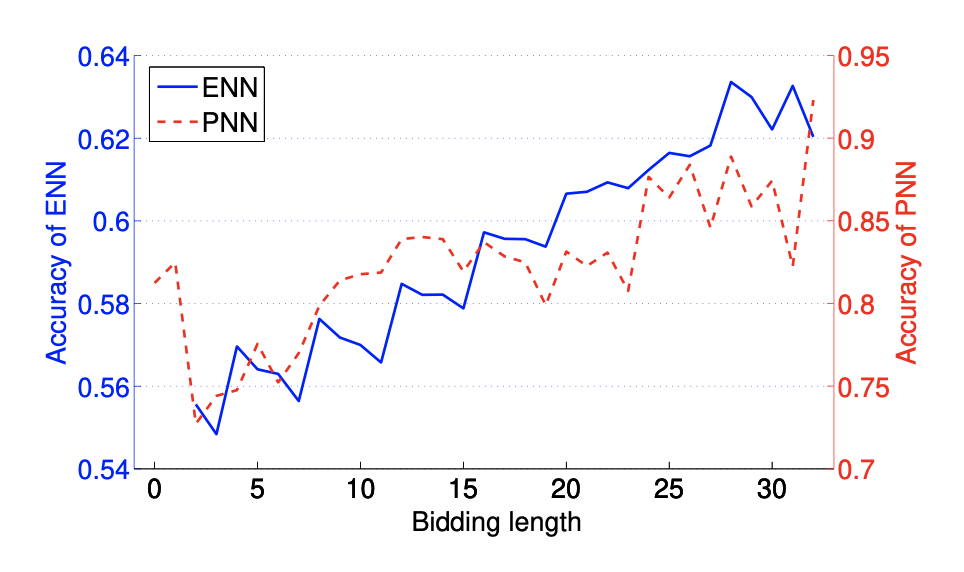 ENN
PNN
Accuracy of ENN
0.64
0.62
0.6
0.58
0.56
0.54
0.95
0.9
0.85
0.8
0.75
0.7
Accuracy of PNN
0 5 10 15 20 25 30
Bidding length